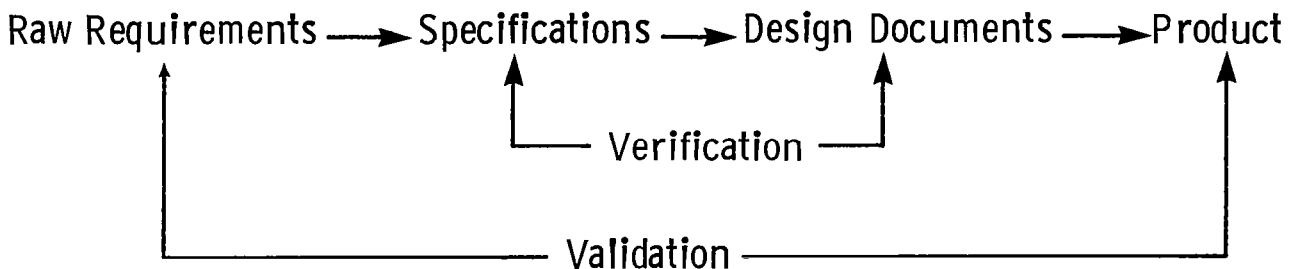 Raw Requirements Specifications Design Documents Product
Verification
Validation